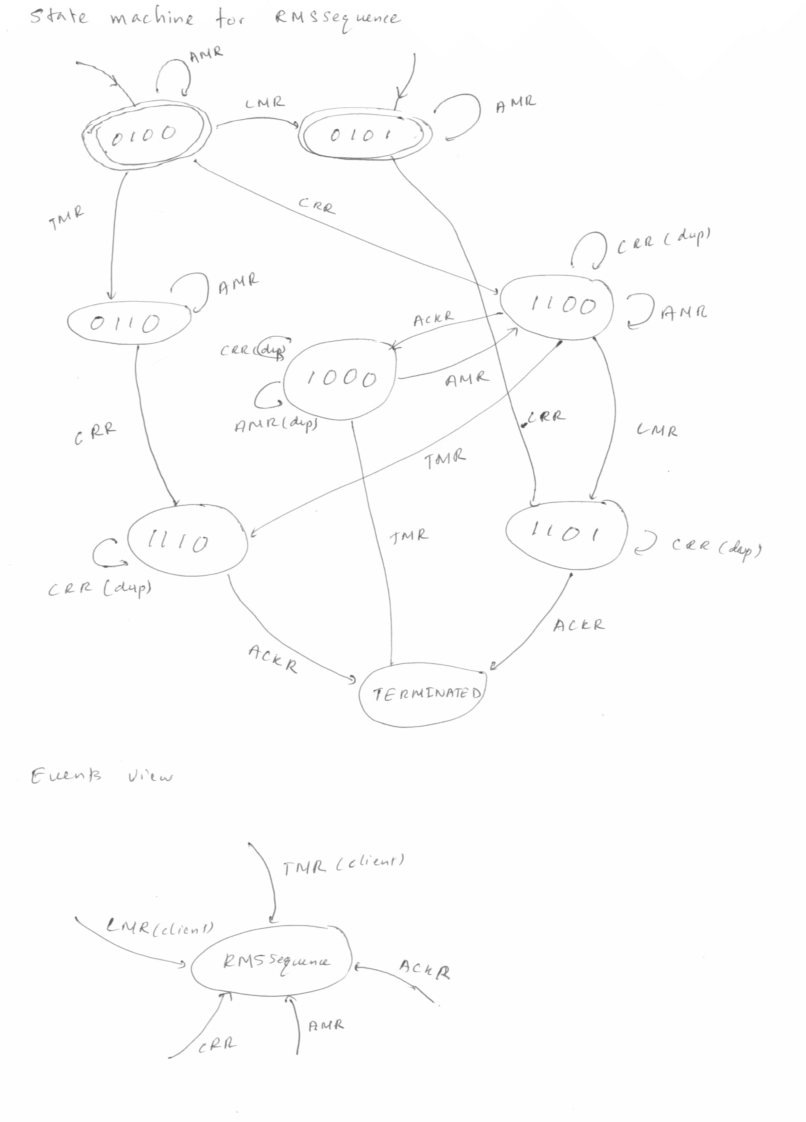 State machine for RMSSequence
AMR
LMR
AMR
0100
0101
TMR
CRR
CRR (dup)
AMR
1100
AMR
0110
ACKR
CRR (dup)
1000
AMR
AMR (dup)
CRR
CRR
LMR
TMR
1110
TMR
1101
CRR (dup)
CRR (dup)
ACKR
ACKR
TERMINATED
Events view
TMR (client)
LMR (client)
RMSSequence
ACKR
CRR
AMR